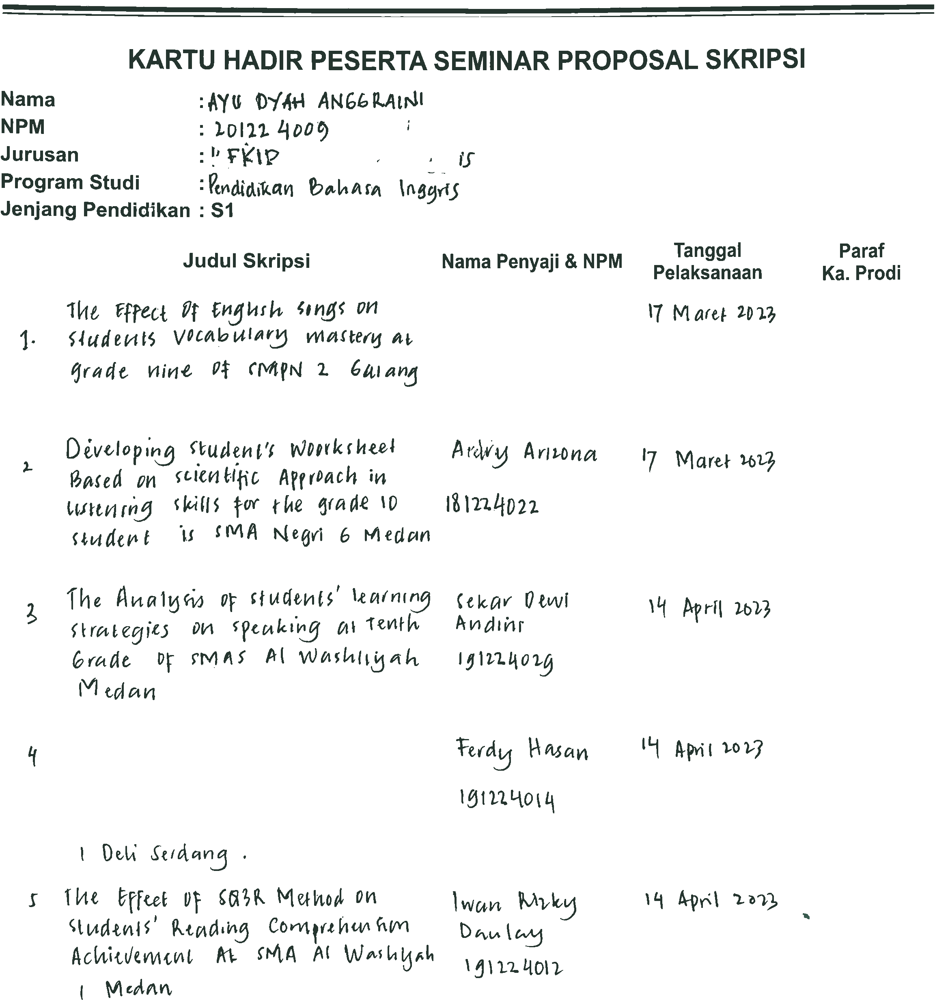 KARTU HADIR PESERTA SEMINAR PROPOSAL SKRIPSI
Nama : AYU DYAH ANGGRAINI
NPM : 20122 4009
Jurusan : FKIP is
Program Studi : Pendidikan Bahasa Inggris
Jenjang Pendidikan : S1
Judul Skripsi Nama Penyaji & NPM Tanggal Pelaksanaan Paraf Ka. Prodi
The Effect Of English Songs on 17 Maret 2023
1. Students Vocabulary mastery at
grade nine Of SMPN 2 Galang
2 Developing Student's Woorksheet Ardry Arizona 17 Maret 2023
Based on scientific Approach in
Listening skills for the grade 10 181224022
student is SMA Negri 6 Medan
3 The Analysis of students' learning Sekar Dewi 14 April 2023
strategies on speaking at Tenth Andini
Grade OF SMAS Al Washliyah 191224029
Medan
4 Ferdy Hasan 14 April 2023
191224014
1 Deli Serdang .
5 The Effect OF SQ3R Method on Iwan Rizky 14 April 2023
Students' Reading Comprehension Daulay
Achievement At SMA Al Washyah 191224012
1 Medan